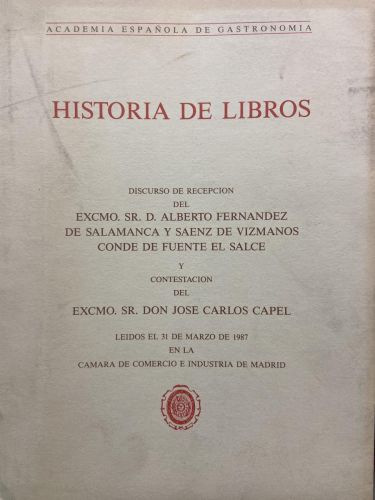 ACADEMIA ESPAÑOLA DE GASTRONOMIA
HISTORIA DE LIBROS
DISCURSO DE RECEPCION
DEL
EXCMO. SR. D. ALBERTO FERNANDEZ
DE SALAMANCA Y SAENZ DE VIZMANOS
CONDE DE FUENTE EL SALCE
Y
CONTESTACION
DEL
EXCMO. SR. DON JOSE CARLOS CAPEL
LEIDOS EL 31 DE MARZO DE 1987
EN LA
CAMARA DE COMERCIO E INDUSTRIA DE MADRID